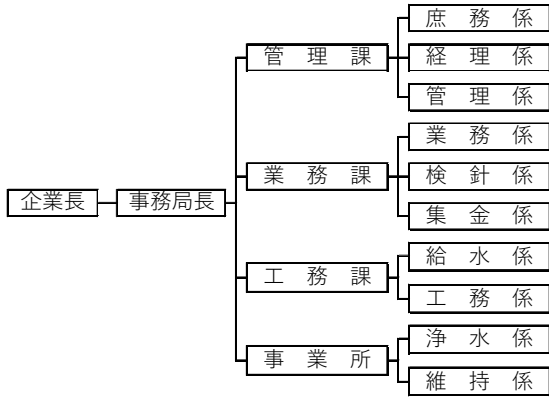 企業長
事務局長
管理課
庶務係
経理係
管理係
業務課
業務係
検針係
集金係
工務課
給水係
工務係
事業所
浄水係
維持係